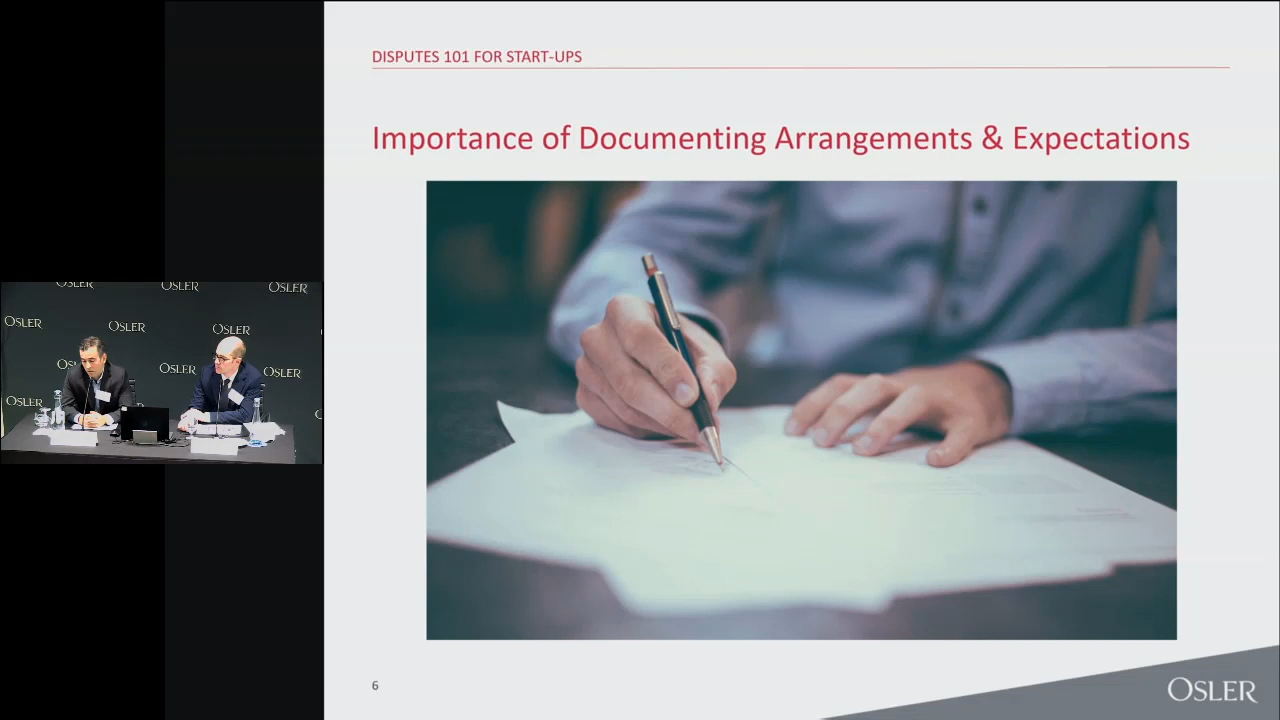 DISPUTES 101 FOR START-UPS
Importance of Documenting Arrangements & Expectations
OSLER
OSLER
OSLER
OSLER
OSLER
OSLER
OSLER
OSLER
OSLER
6
OSLER